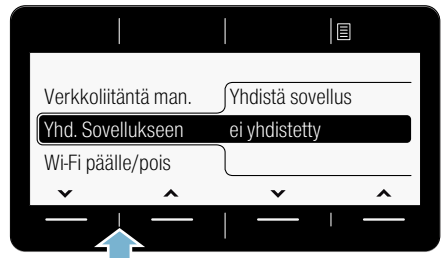 Verkkoliitäntä man. Yhdistä sovellus
Yhd. Sovellukseen ei yhdistetty
Wi-Fi päälle/pois